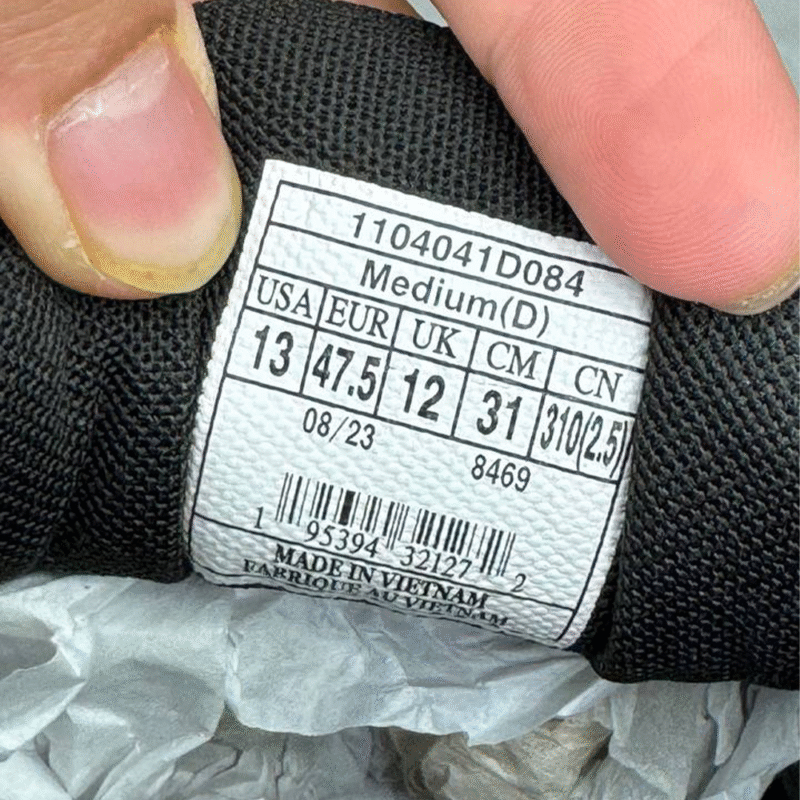 1104041D084
Medium(D)
USA EUR UK CM CN
13 47.5 12 31 310(2.5)
08/23
8469
1 95394 32127 2
MADE IN VIETNAM
FABRIQUE AU VIETNAM